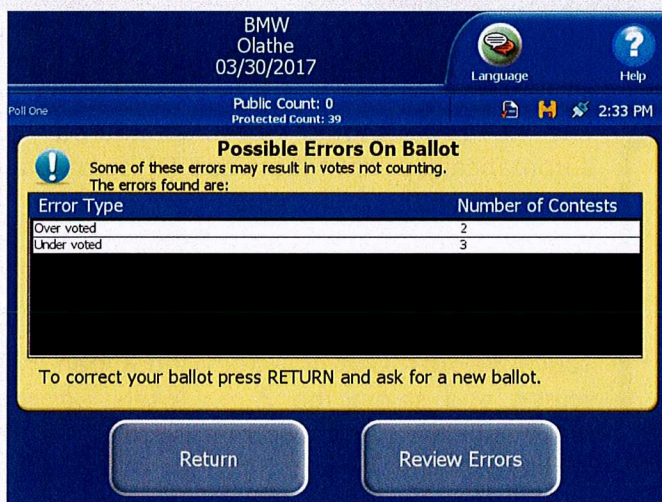 BMW
Olathe
03/30/2017
Language
Help
Poll One
Public Count: 0
Protected Count: 39
2:33 PM
Possible Errors On Ballot
Some of these errors may result in votes not counting.
The errors found are:
Error Type Number of Contests
Over voted 2
Under voted 3
To correct your ballot press RETURN and ask for a new ballot.
Return
Review Errors